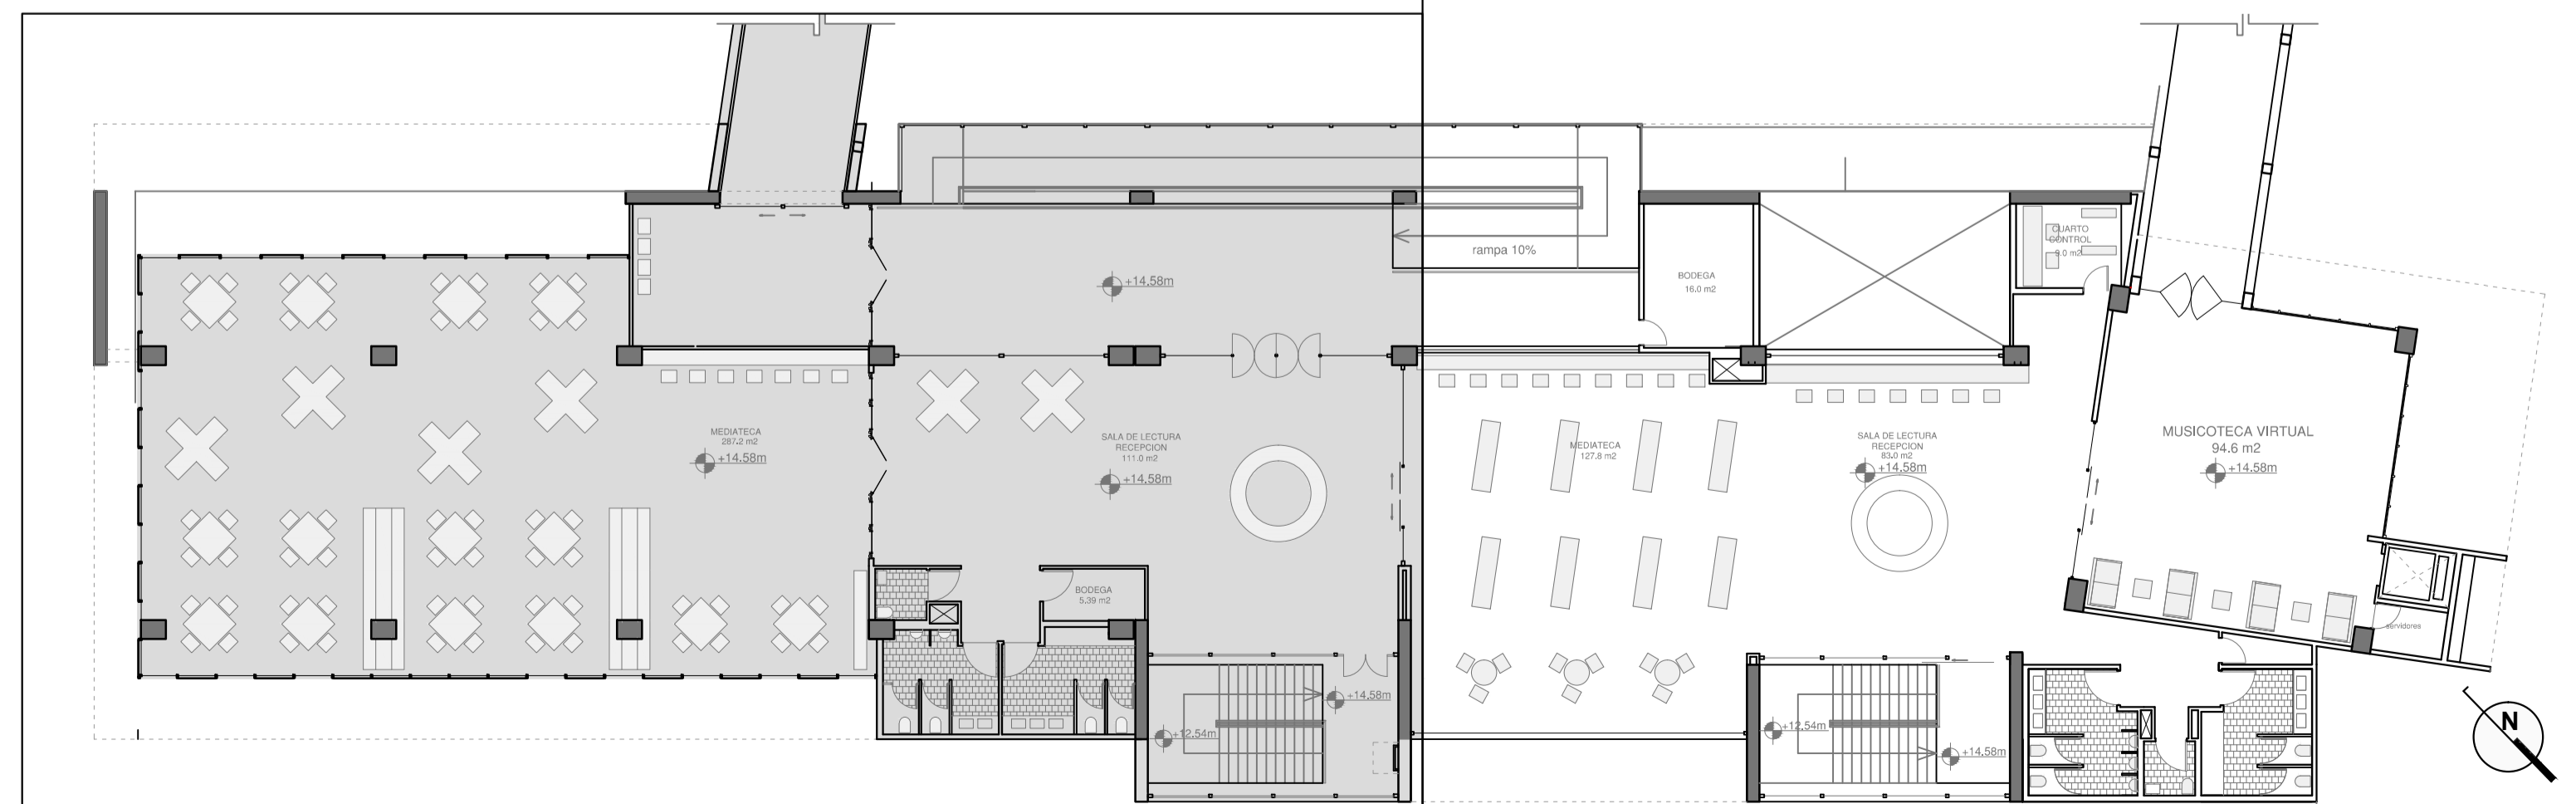 rampa 10%
CUARTO
CONTROL
9.0 m2
BODEGA
16.0 m2
+14.58m
MEDIATECA
287.2 m2
+14.58m
SALA DE LECTURA
RECEPCION
111.0 m2
+14.58m
MEDIATECA
127.8 m2
SALA DE LECTURA
RECEPCION
83.0 m2
+14.58m
MUSICOTECA VIRTUAL
94.6 m2
+14.58m
BODEGA
5.39 m2
servidores
+14.58m
+12.54m
+12.54m
+14.58m
N